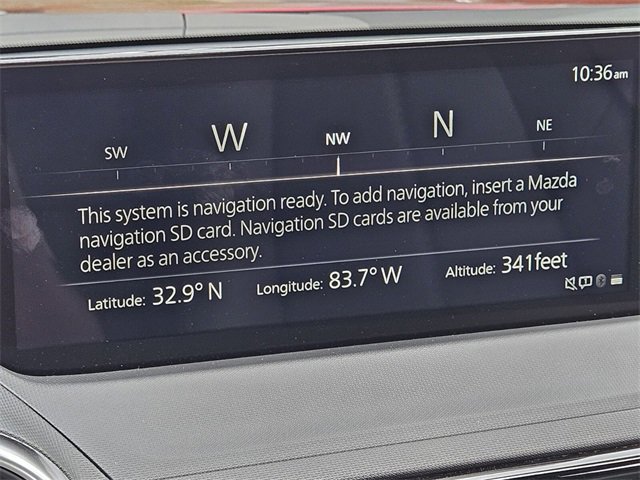 10:36am
SW W NW N NE
This system is navigation ready. To add navigation, insert a Mazda
navigation SD card. Navigation SD cards are available from your
dealer as an accessory.
Latitude: 32.9° N Longitude: 83.7° W Altitude: 341feet